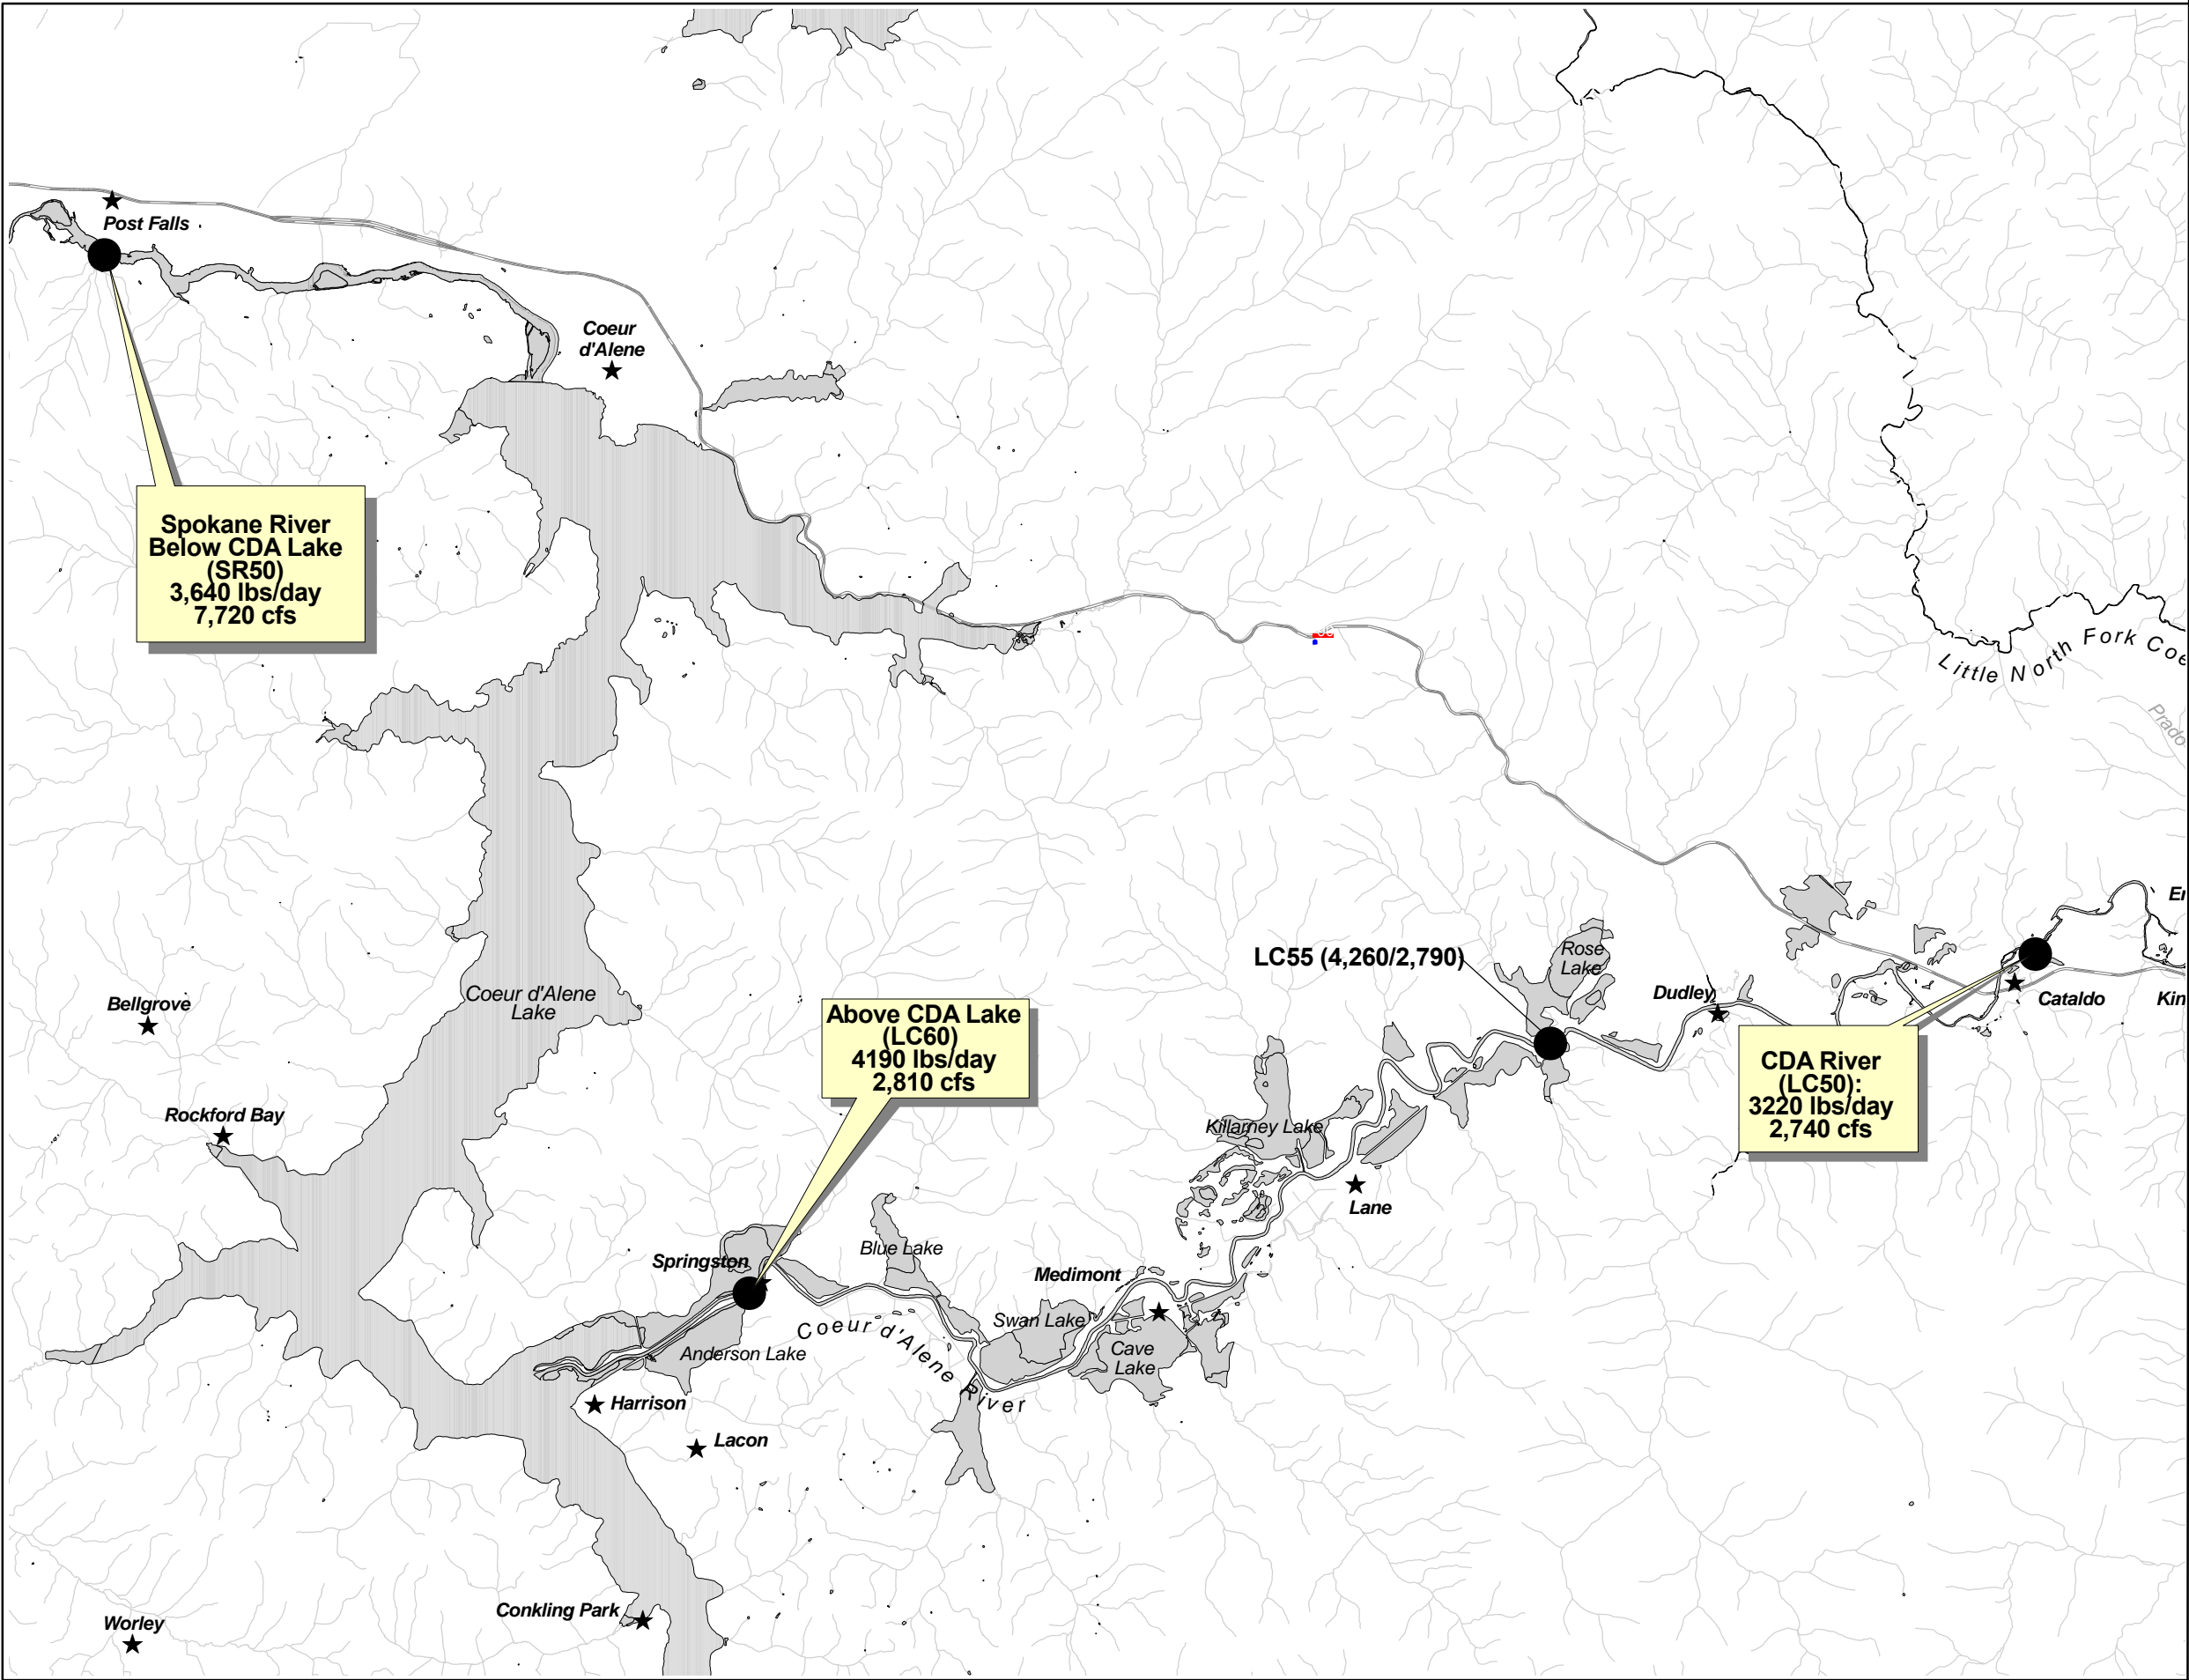 Post Falls
Coeur
d'Alene
Spokane River
Below CDA Lake
(SR50)
3,640 lbs/day
7,720 cfs
Little North Fork Coe
Prado
LC55 (4,260/2,790)
Rose
Lake
Dudley
Cataldo
Kin
CDA River
(LC50):
3220 lbs/day
2,740 cfs
Bellgrove
Coeur d'Alene
Lake
Above CDA Lake
(LC60)
4190 lbs/day
2,810 cfs
Rockford Bay
Killarney Lake
Lane
Springston
Blue Lake
Medimont
Swan Lake
Cave
Lake
Coeur d'Alene River
Anderson Lake
Harrison
Lacon
Conkling Park
Worley